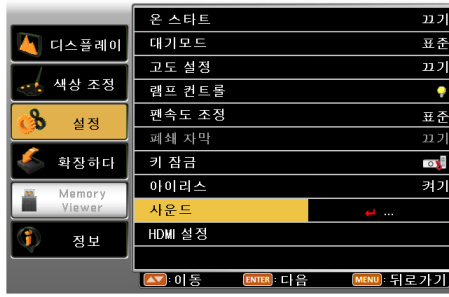 온 스타트 끄기
디스플레이
대기모드 표준
고도 설정 끄기
색상 조정
램프 컨트롤
설정
팬속도 조정 표준
폐쇄 자막 끄기
확장하다
키 잠금
아이리스 켜기
Memory
Viewer
사운드 ...
정보
HDMI 설정
이동 ENTER : 다음 MENU : 뒤로가기